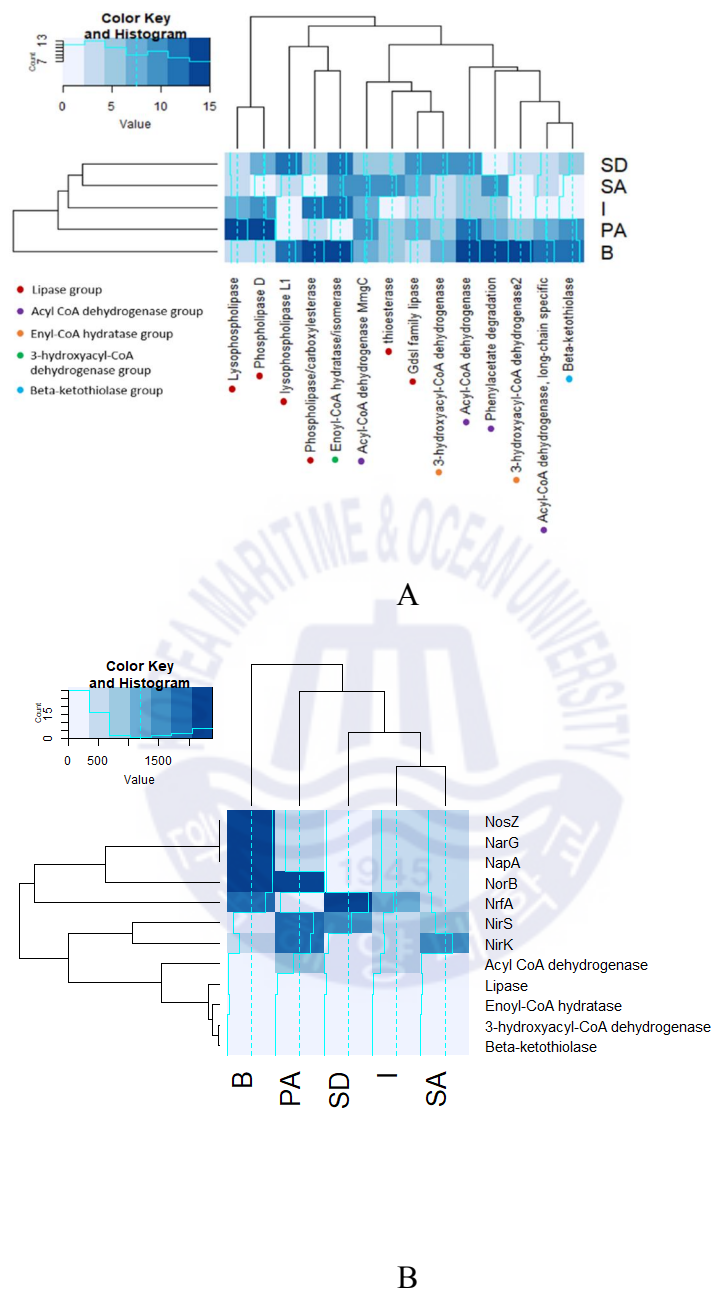 Color Key
and Histogram
Count
7 13
0 5 10 15
Value
SD
SA
I
PA
B
Lipase group
Acyl CoA dehydrogenase group
Enyl-CoA hydratase group
3-hydroxyacyl-CoA
dehydrogenase group
Beta-ketothiolase group
Lysophospholipase
Phospholipase D
lysophospholipase L1
Phospholipase/carboxylesterase
Enoyl-CoA hydratase/isomerase
Acyl-CoA dehydrogenase MmgC
thioesterase
Gdsl family lipase
3-hydroxyacyl-CoA dehydrogenase
Acyl-CoA dehydrogenase
Phenylacetate degradation
3-hydroxyacyl-CoA dehydrogenase2
Acyl-CoA dehydrogenase, long-chain specific
Beta-ketothiolase
MARITIME & OCEAN UNIVERSITY
A
Color Key
and Histogram
Count
0 15
0 500 1500
Value
1945
NosZ
NarG
NapA
NorB
NrfA
NirS
NirK
Acyl CoA dehydrogenase
Lipase
Enoyl-CoA hydratase
3-hydroxyacyl-CoA dehydrogenase
Beta-ketothiolase
B
PA
SD
I
SA
B